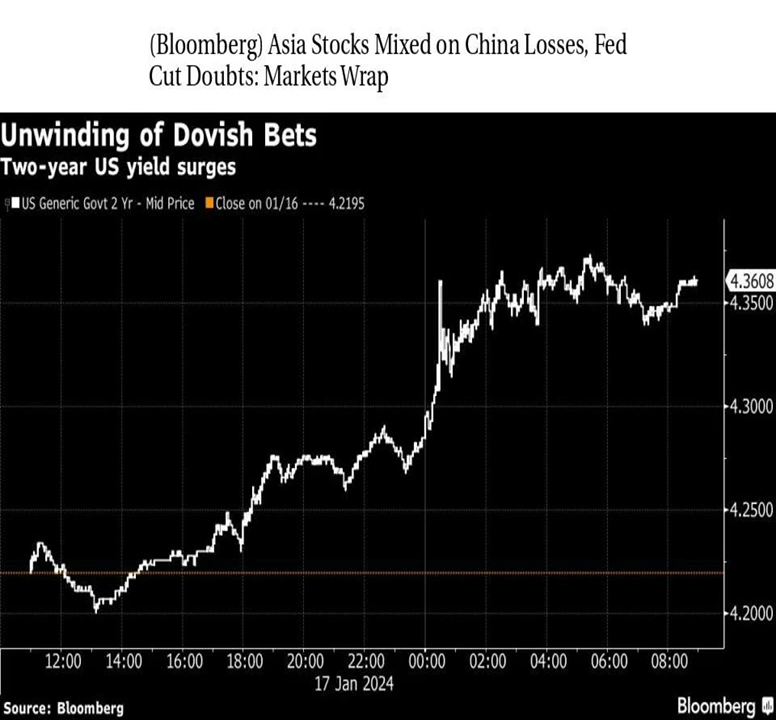 (Bloomberg) Asia Stocks Mixed on China Losses, Fed
Cut Doubts: Markets Wrap
Unwinding of Dovish Bets
Two-year US yield surges
US Generic Govt 2 Yr - Mid Price Close on 01/16 ---- 4.2195
4.3608
4.3500
4.3000
4.2500
4.2000
12:00 14:00 16:00 18:00 20:00 22:00 00:00 02:00 04:00 06:00 08:00
17 Jan 2024
Source: Bloomberg
Bloomberg